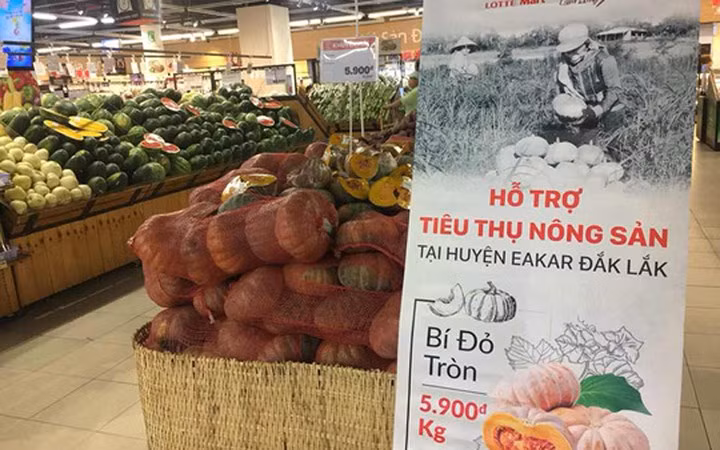 LOTTE Mart
5.900đ
HỖ TRỢ
TIÊU THỤ NÔNG SẢN
TẠI HUYỆN EAKAR ĐẮK LẮK
Bí Đỏ
Tròn
5.900đ
Kg